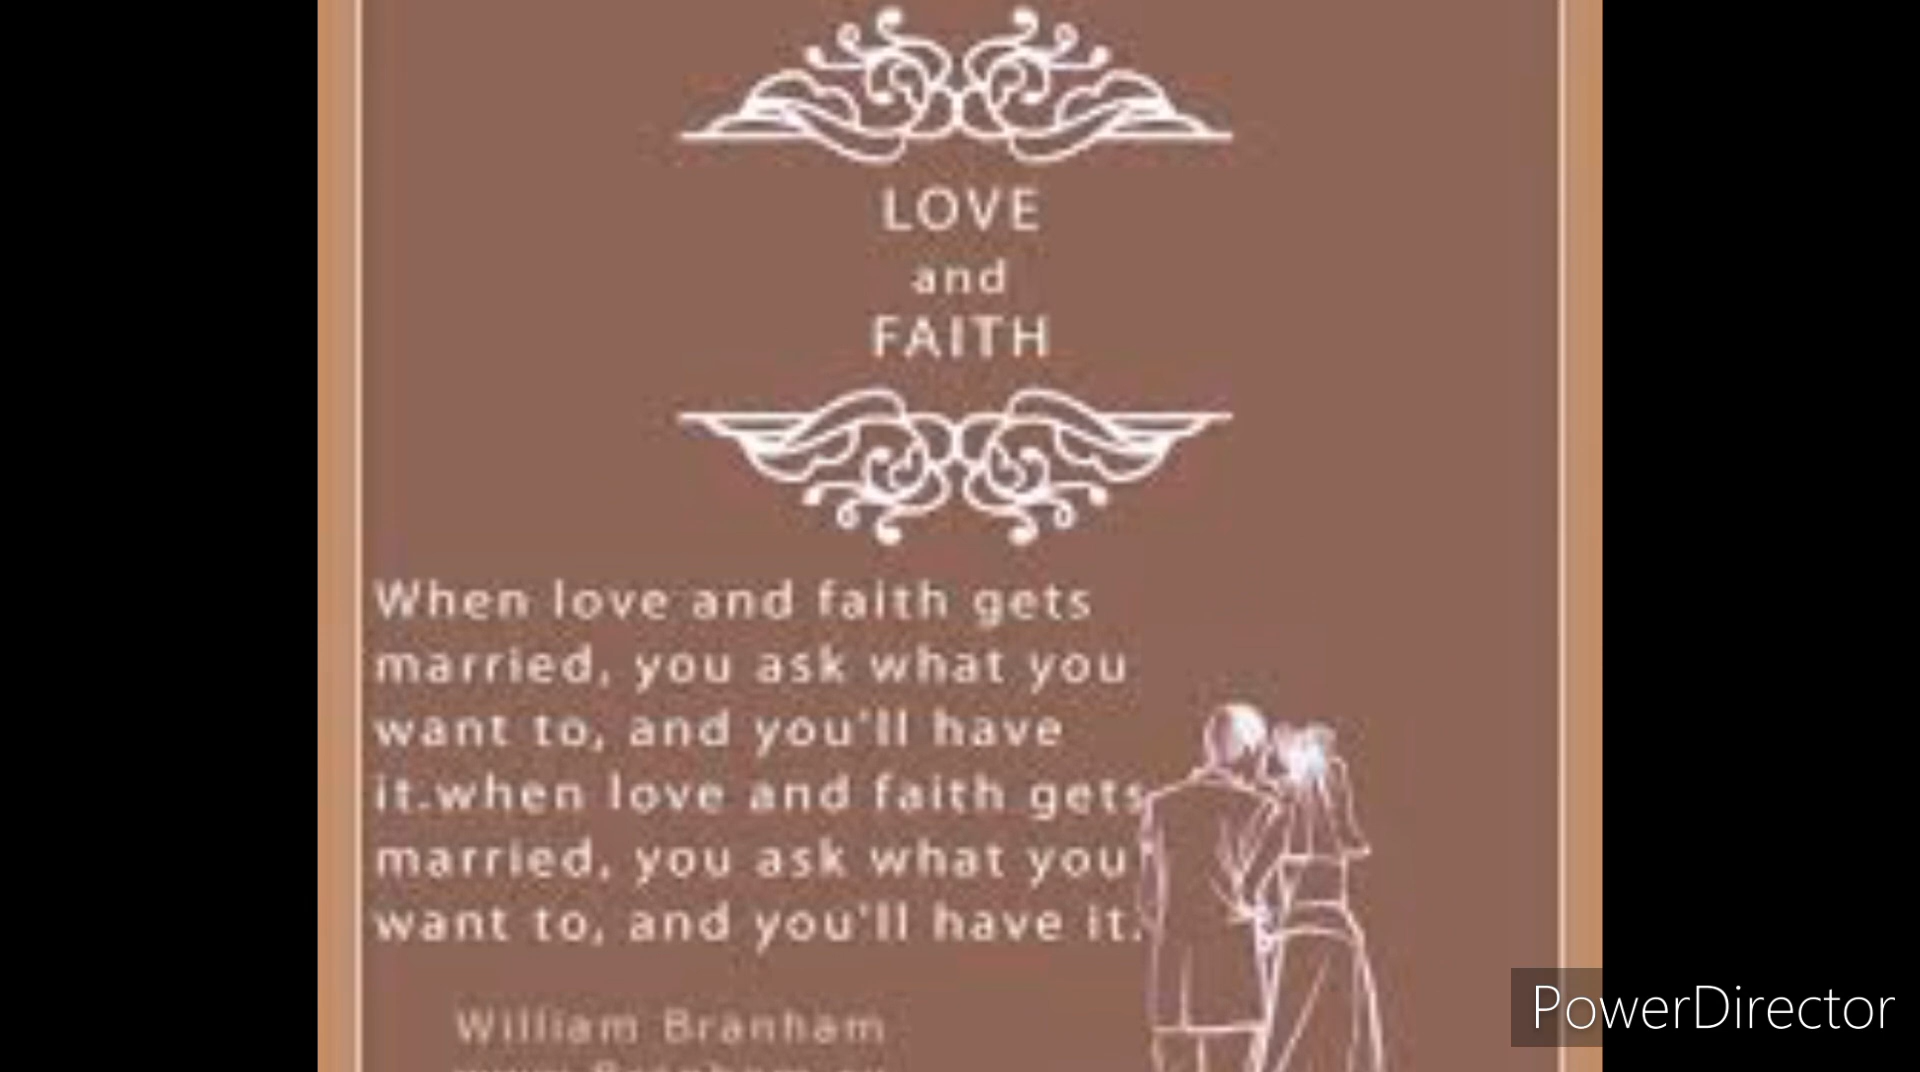 LOVE
and
FAITH
When love and faith gets
married, you ask what you
want to, and you'll have
it.when love and faith gets
married, you ask what you
want to, and you'll have it.
William Branham
PowerDirector